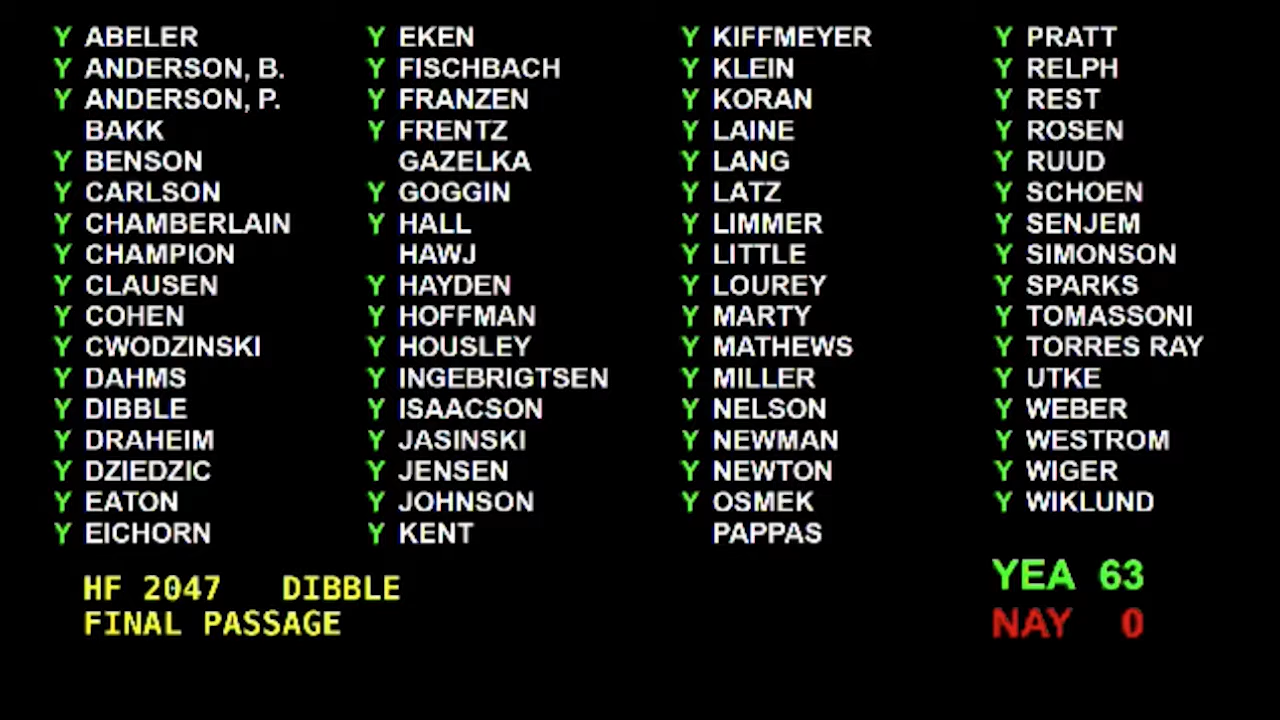 Y ABELER
Y ANDERSON, B.
Y ANDERSON, P.
BAKK
Y BENSON
Y CARLSON
Y CHAMBERLAIN
Y CHAMPION
Y CLAUSEN
Y COHEN
Y CWODZINSKI
Y DAHMS
Y DIBBLE
Y DRAHEIM
Y DZIEDZIC
Y EATON
Y EICHORN
Y EKEN
Y FISCHBACH
Y FRANZEN
Y FRENTZ
GAZELKA
Y GOGGIN
Y HALL
HAWJ
Y HAYDEN
Y HOFFMAN
Y HOUSLEY
Y INGEBRIGTSEN
Y ISAACSON
Y JASINSKI
Y JENSEN
Y JOHNSON
Y KENT
Y KIFFMEYER
Y KLEIN
Y KORAN
Y LAINE
Y LANG
Y LATZ
Y LIMMER
Y LITTLE
Y LOUREY
Y MARTY
Y MATHEWS
Y MILLER
Y NELSON
Y NEWMAN
Y NEWTON
Y OSMEK
PAPPAS
Y PRATT
Y RELPH
Y REST
Y ROSEN
Y RUUD
Y SCHOEN
Y SENJEM
Y SIMONSON
Y SPARKS
Y TOMASSONI
Y TORRES RAY
Y UTKE
Y WEBER
Y WESTROM
Y WIGER
Y WIKLUND
HF 2047 DIBBLE
FINAL PASSAGE
YEA 63
NAY 0